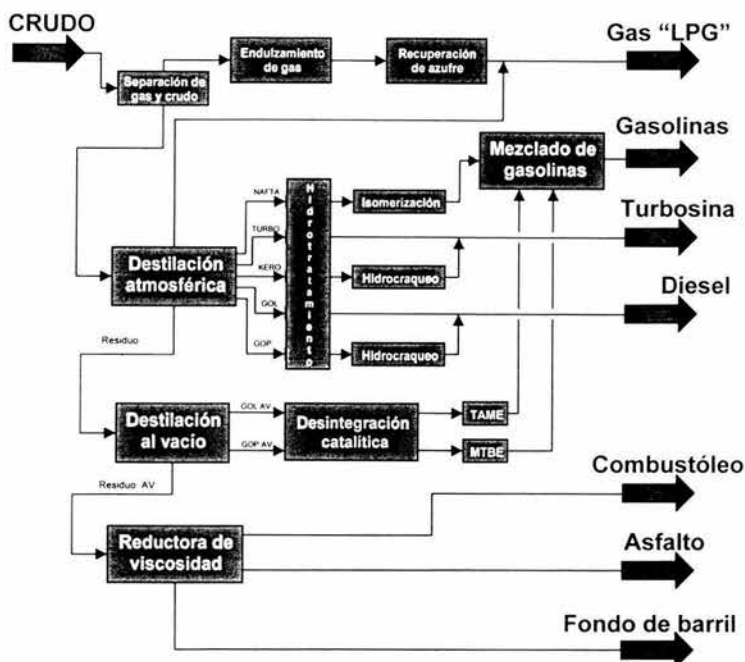 CRUDO
Gas “LPG”
Separación de
gas y crudo
Endulzamiento
de gas
Recuperación
de azufre
Gasolinas
Mezclado de
gasolinas
NAFTA
Hidrotratamiento
Isomerización
Turbosina
TURBO
Destilación
atmosférica
KERO
Hidrocraqueo
Diesel
GOL
GOP
Hidrocraqueo
Residuo
Destilación
al vacio
GOL AV
GOP AV
Desintegración
catalítica
TAME
MTBE
Combustóleo
Residuo AV
Reductora de
viscosidad
Asfalto
Fondo de barril